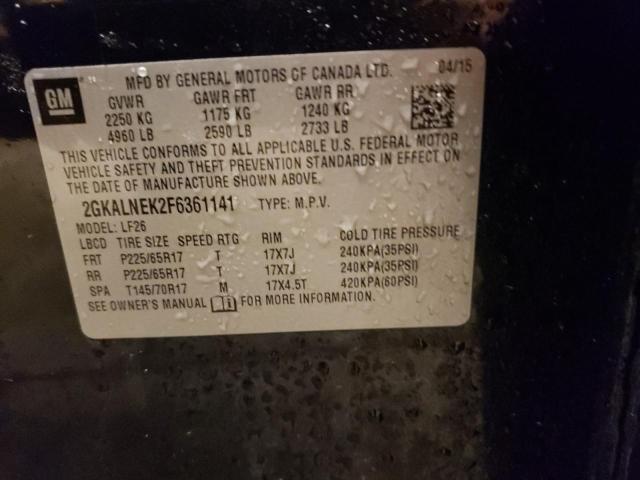 GM
MFD BY GENERAL MOTORS OF CANADA LTD. 04/15
GVWR GAWR FRT GAWR RR
2250 KG 1175 KG 1240 KG
4960 LB 2590 LB 2733 LB
THIS VEHICLE CONFORMS TO ALL APPLICABLE U.S. FEDERAL MOTOR
VEHICLE SAFETY AND THEFT PREVENTION STANDARDS IN EFFECT ON
THE DATE OF MANUFACTURE SHOWN ABOVE.
2GKALNEK2F6361141 TYPE: M.P.V.
MODEL: LF26
LBCD TIRE SIZE SPEED RTG RIM COLD TIRE PRESSURE
FRT P225/65R17 T 17X7J 240KPA(35PSI)
RR P225/65R17 T 17X7J 240KPA(35PSI)
SPA T145/70R17 M 17X4.5T 420KPA(60PSI)
SEE OWNER'S MANUAL FOR MORE INFORMATION.